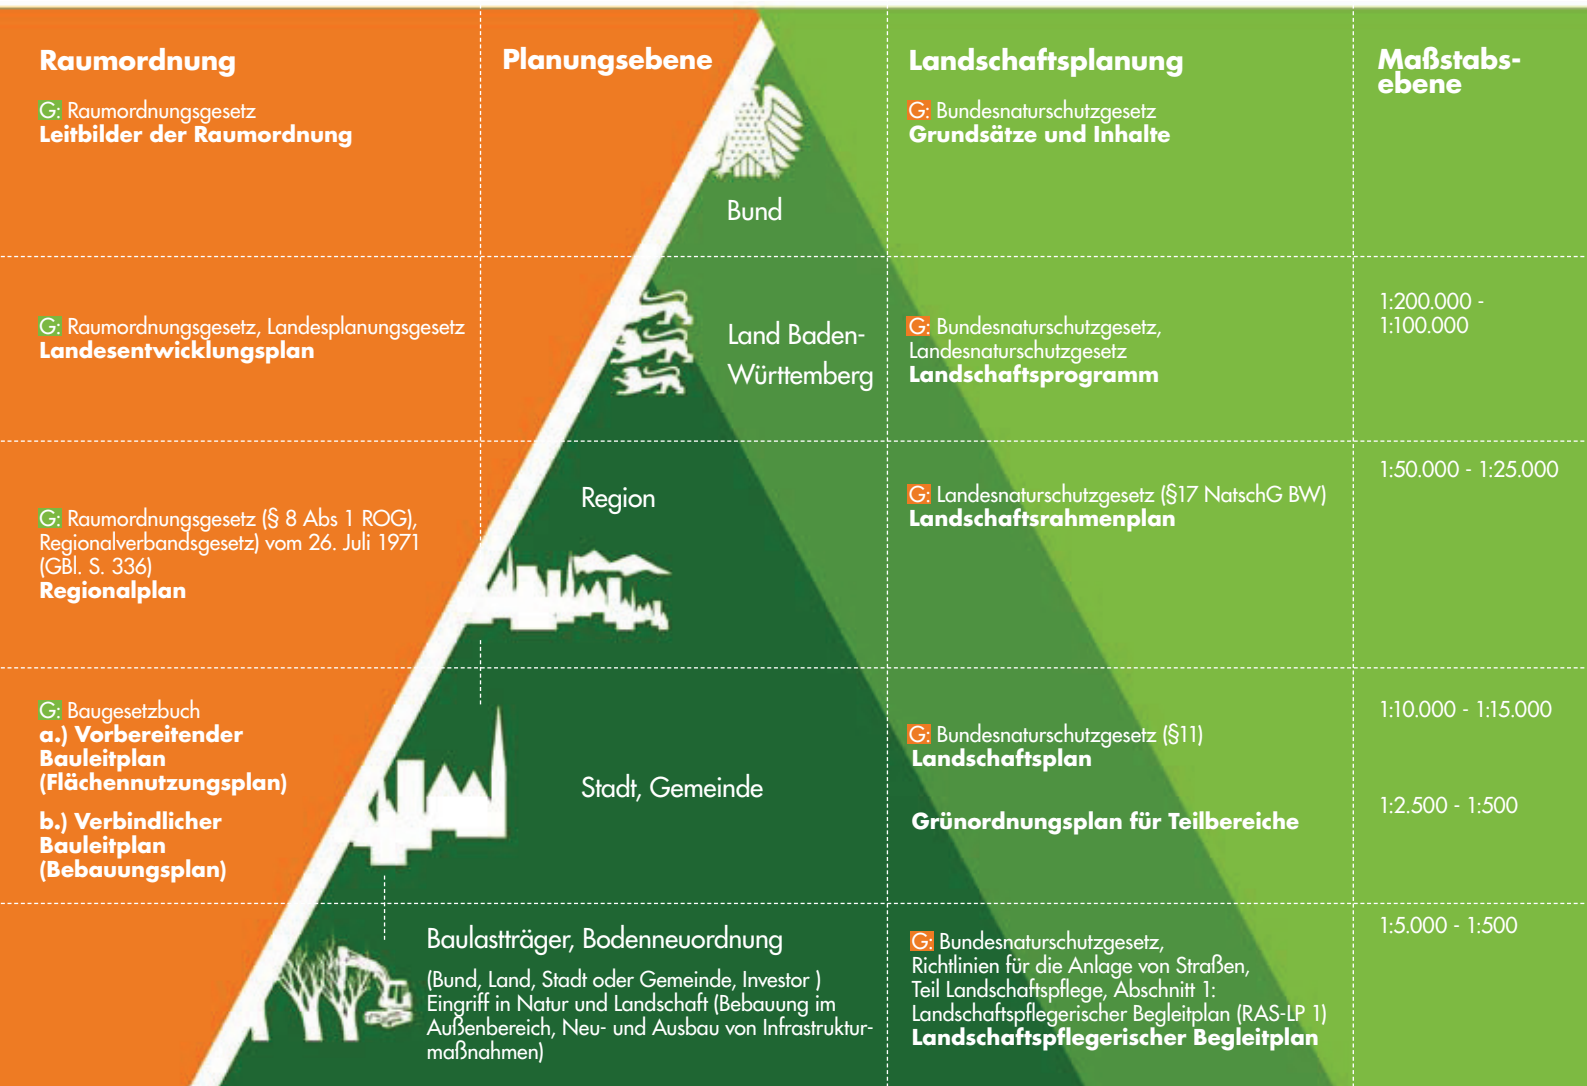 Raumordnung
Planungsebene
Landschaftsplanung
Maßstabs-
ebene
G: Raumordnungsgesetz
Leitbilder der Raumordnung
Bund
G: Bundesnaturschutzgesetz
Grundsätze und Inhalte
G: Raumordnungsgesetz, Landesplanungsgesetz
Landesentwicklungsplan
Land Baden-
Württemberg
G: Bundesnaturschutzgesetz,
Landesnaturschutzgesetz
Landschaftsprogramm
1:200.000 -
1:100.000
G: Raumordnungsgesetz (§ 8 Abs 1 ROG),
Regionalverbandsgesetz) vom 26. Juli 1971
(GBl. S. 336)
Regionalplan
Region
G: Landesnaturschutzgesetz (§17 NatschG BW)
Landschaftsrahmenplan
1:50.000 - 1:25.000
G: Baugesetzbuch
a.) Vorbereitender
Bauleitplan
(Flächennutzungsplan)
b.) Verbindlicher
Bauleitplan
(Bebauungsplan)
Stadt, Gemeinde
G: Bundesnaturschutzgesetz (§11)
Landschaftsplan
Grünordnungsplan für Teilbereiche
1:10.000 - 1:15.000
1:2.500 - 1:500
Baulastträger, Bodenneuordnung
(Bund, Land, Stadt oder Gemeinde, Investor )
Eingriff in Natur und Landschaft (Bebauung im
Außenbereich, Neu- und Ausbau von Infrastruktur-
maßnahmen)
G: Bundesnaturschutzgesetz,
Richtlinien für die Anlage von Straßen,
Teil Landschaftspflege, Abschnitt 1:
Landschaftspflegerischer Begleitplan (RAS-LP 1)
Landschaftspflegerischer Begleitplan
1:5.000 - 1:500